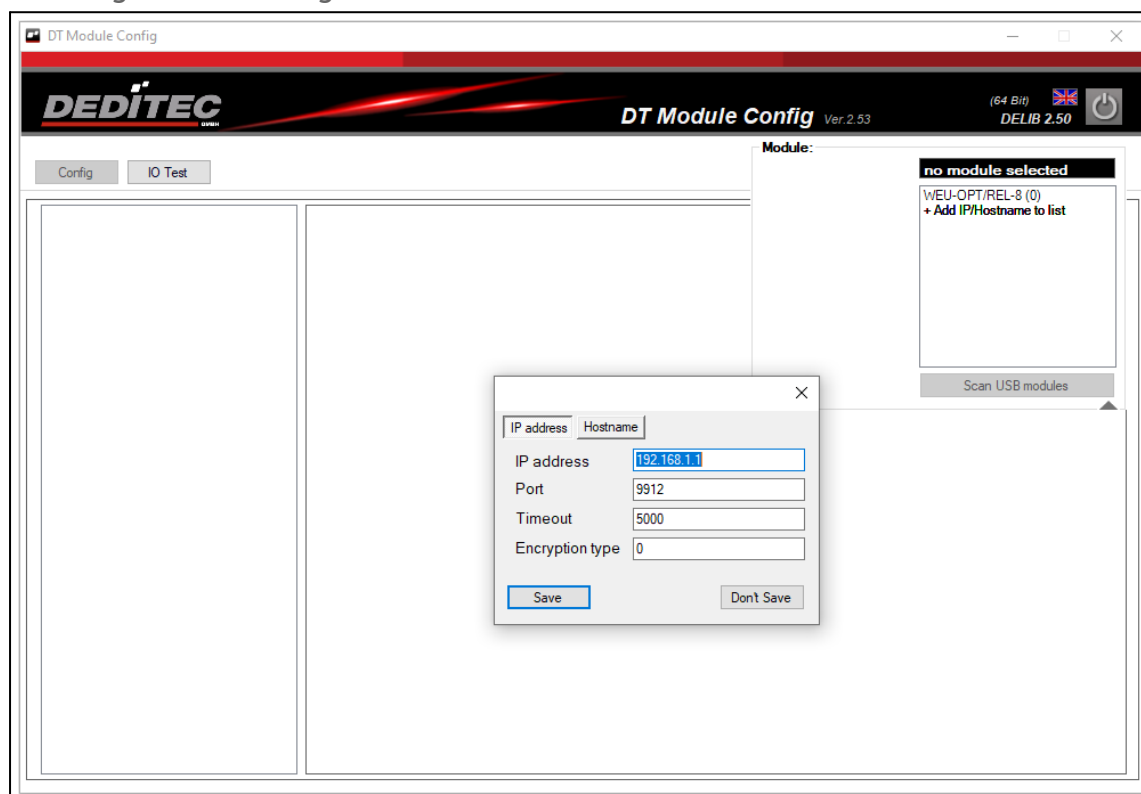 DT Module Config
DEDITEC
GMBH
DT Module Config Ver.2.53
(64 Bit)
DELIB 2.50
Config
IO Test
Module:
no module selected
WEU-OPT/REL-8 (0)
+ Add IP/Hostname to list
Scan USB modules
IP address
Hostname
IP address 192.168.1.1
Port 9912
Timeout 5000
Encryption type 0
Save
Don't Save